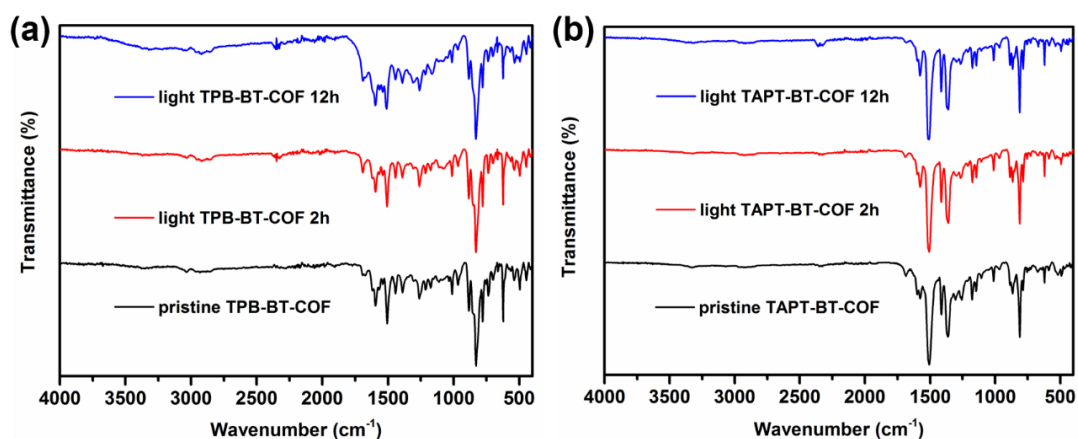 (a)
Transmittance (%)
light TPB-BT-COF 12h
light TPB-BT-COF 2h
pristine TPB-BT-COF
4000 3500 3000 2500 2000 1500 1000 500
Wavenumber (cm⁻¹)
(b)
Transmittance (%)
light TAPT-BT-COF 12h
light TAPT-BT-COF 2h
pristine TAPT-BT-COF
4000 3500 3000 2500 2000 1500 1000 500
Wavenumber (cm⁻¹)